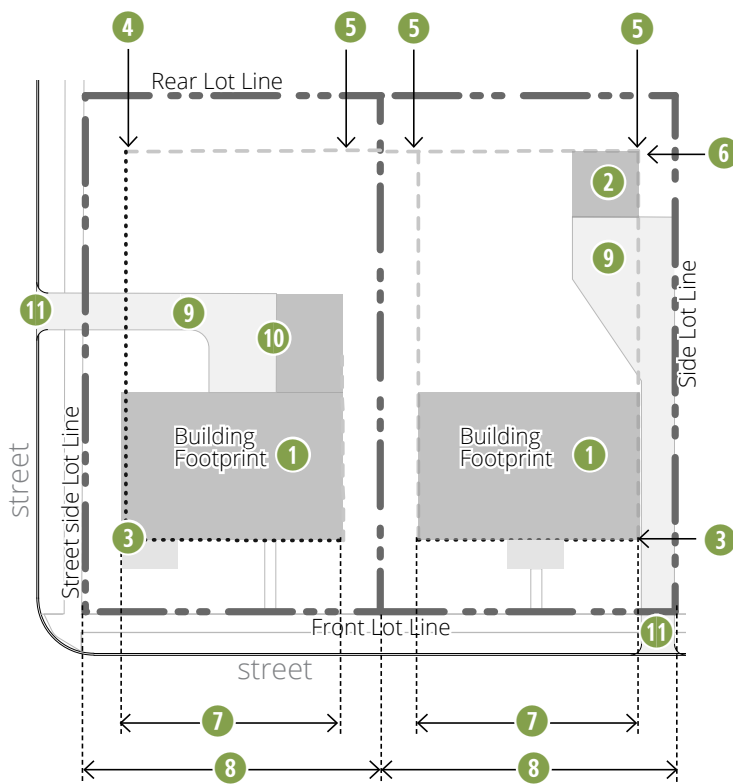 4
5
5
5
Rear Lot Line
6
2
9
11
9
10
Side Lot Line
Building
Footprint
1
Building
Footprint
1
street
Street side Lot Line
3
3
Front Lot Line
11
street
7
7
8
8